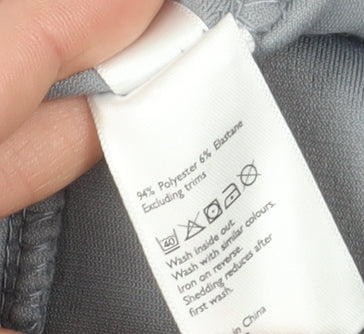 94% Polyester 6% Elastane
Excluding trims
40
Wash inside out
Wash with similar colours.
Iron on reverse.
Shedding reduces after
first wash.
in China